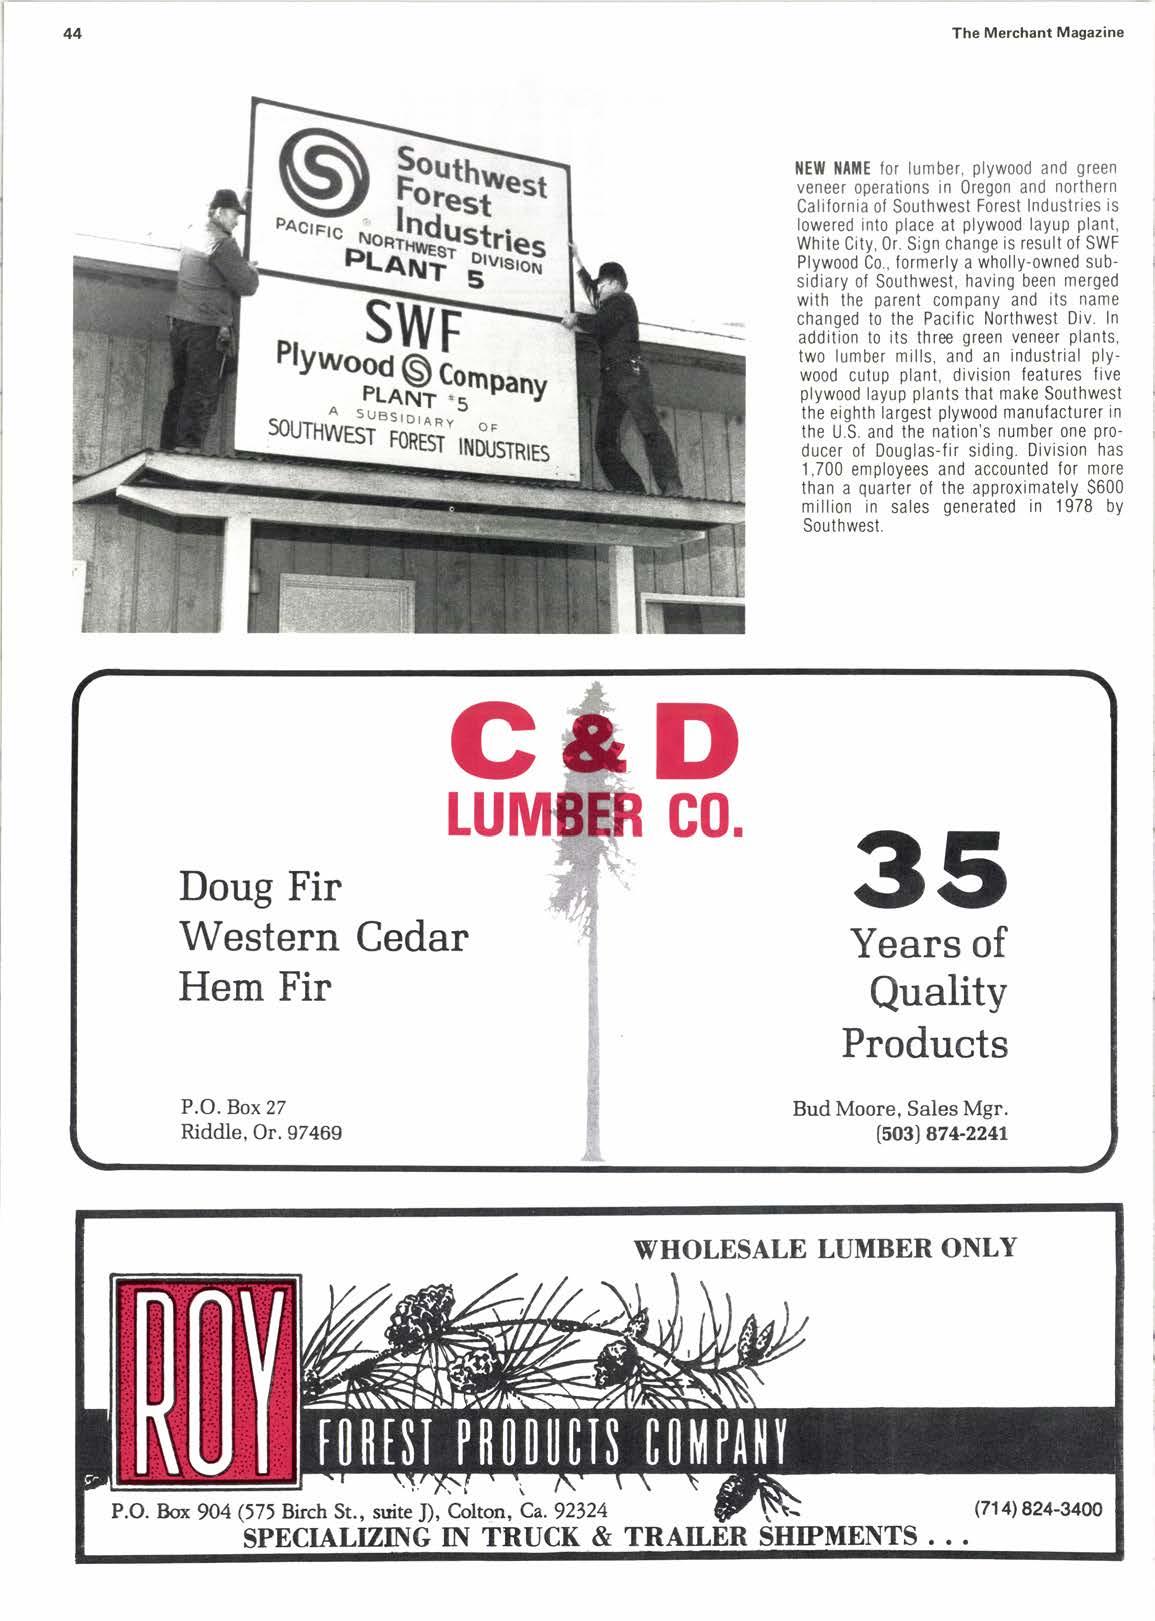 44
The Merchant Magazine
Southwest
Forest
Industries
®
PACIFIC NORTHWEST DIVISION
PLANT 5
SWF
Plywood S Company
PLANT #5
A SUBSIDIARY OF
SOUTHWEST FOREST INDUSTRIES
NEW NAME for lumber, plywood and green
veneer operations in Oregon and northern
California of Southwest Forest Industries is
lowered into place at plywood layup plant,
White City, Or. Sign change is result of SWF
Plywood Co., formerly a wholly-owned sub-
sidiary of Southwest, having been merged
with the parent company and its name
changed to the Pacific Northwest Div. In
addition to its three green veneer plants,
two lumber mills, and an industrial ply-
wood cutup plant, division features five
plywood layup plants that make Southwest
the eighth largest plywood manufacturer in
the U.S. and the nation's number one pro-
ducer of Douglas-fir siding. Division has
1,700 employees and accounted for more
than a quarter of the approximately $600
million in sales generated in 1978 by
Southwest.
C & D
LUMBER CO.
Doug Fir
Western Cedar
Hem Fir
35
Years of
Quality
Products
P.O. Box 27
Riddle, Or. 97469
Bud Moore, Sales Mgr.
(503) 874-2241
WHOLESALE LUMBER ONLY
ROY
FOREST PRODUCTS COMPANY
P.O. Box 904 (575 Birch St., suite J), Colton, Ca. 92324
(714) 824-3400
SPECIALIZING IN TRUCK & TRAILER SHIPMENTS . . .